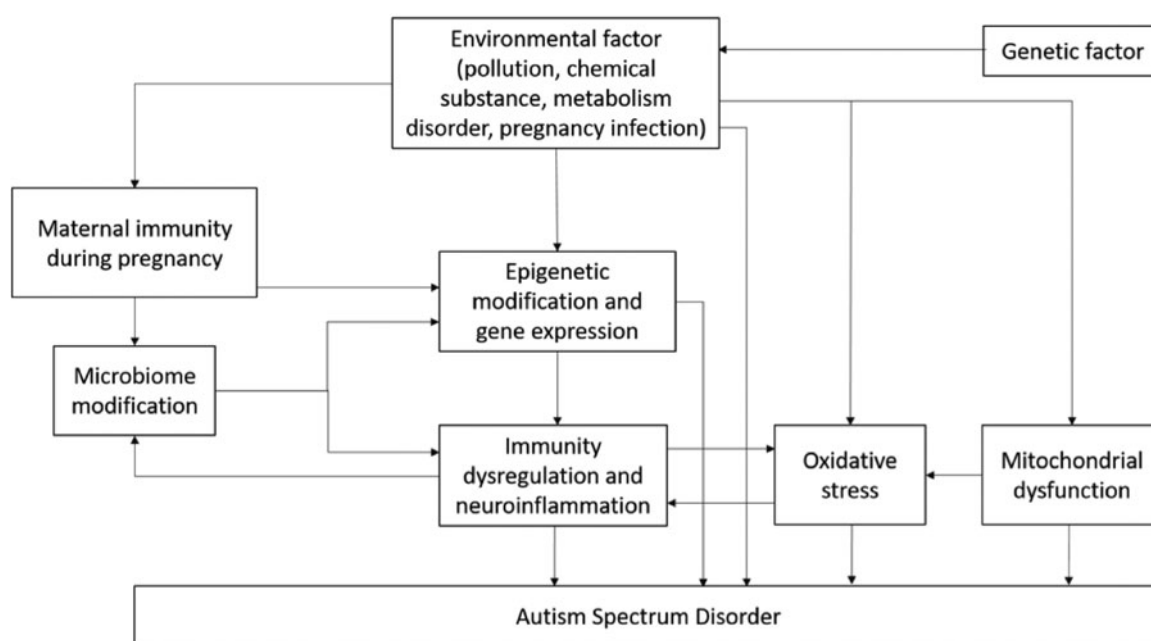 Environmental factor
(pollution, chemical
substance, metabolism
disorder, pregnancy infection)
Genetic factor
Maternal immunity
during pregnancy
Epigenetic
modification and
gene expression
Microbiome
modification
Immunity
dysregulation and
neuroinflammation
Oxidative
stress
Mitochondrial
dysfunction
Autism Spectrum Disorder